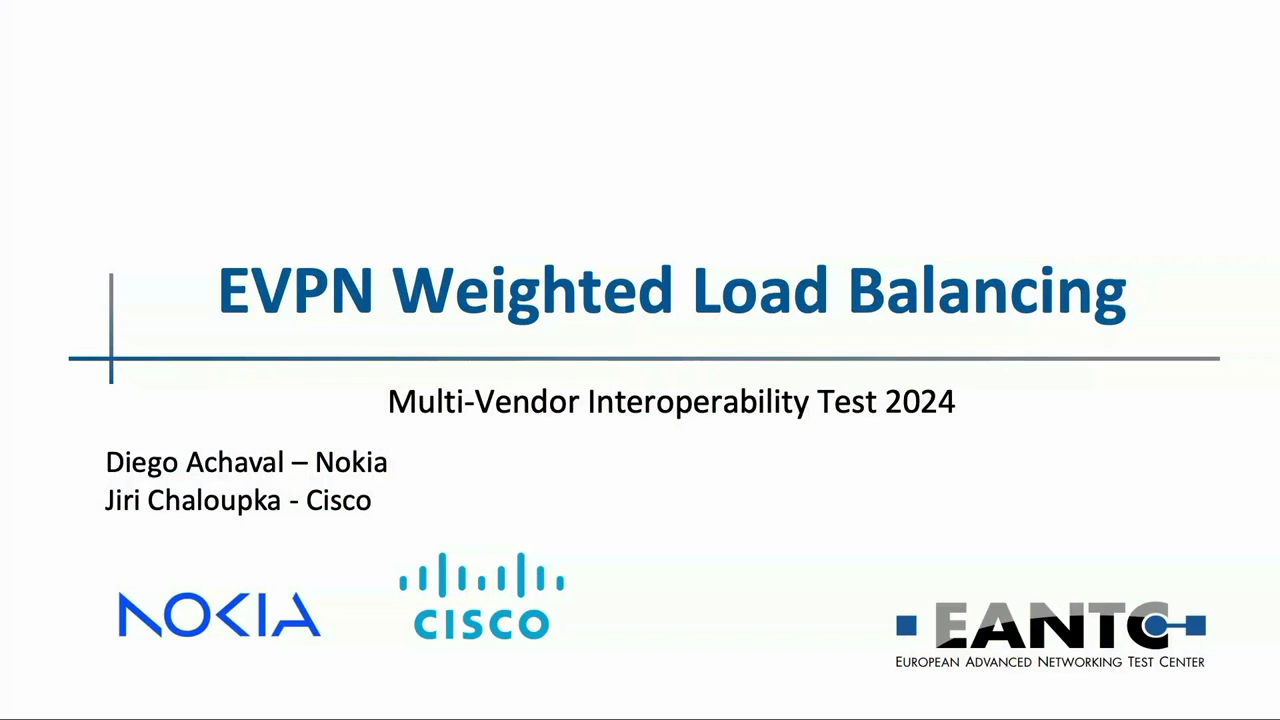 EVPN Weighted Load Balancing
Multi-Vendor Interoperability Test 2024
Diego Achaval – Nokia
Jiri Chaloupka - Cisco
NOKIA
CISCO
EANTC
EUROPEAN ADVANCED NETWORKING TEST CENTER